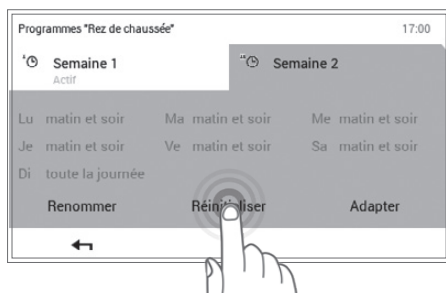 Programmes "Rez de chaussée" 17:00
Semaine 1 Semaine 2
Actif
Lu matin et soir Ma matin et soir Me matin et soir
Je matin et soir Ve matin et soir Sa matin et soir
Di toute la journée
Renommer Réinitialiser Adapter